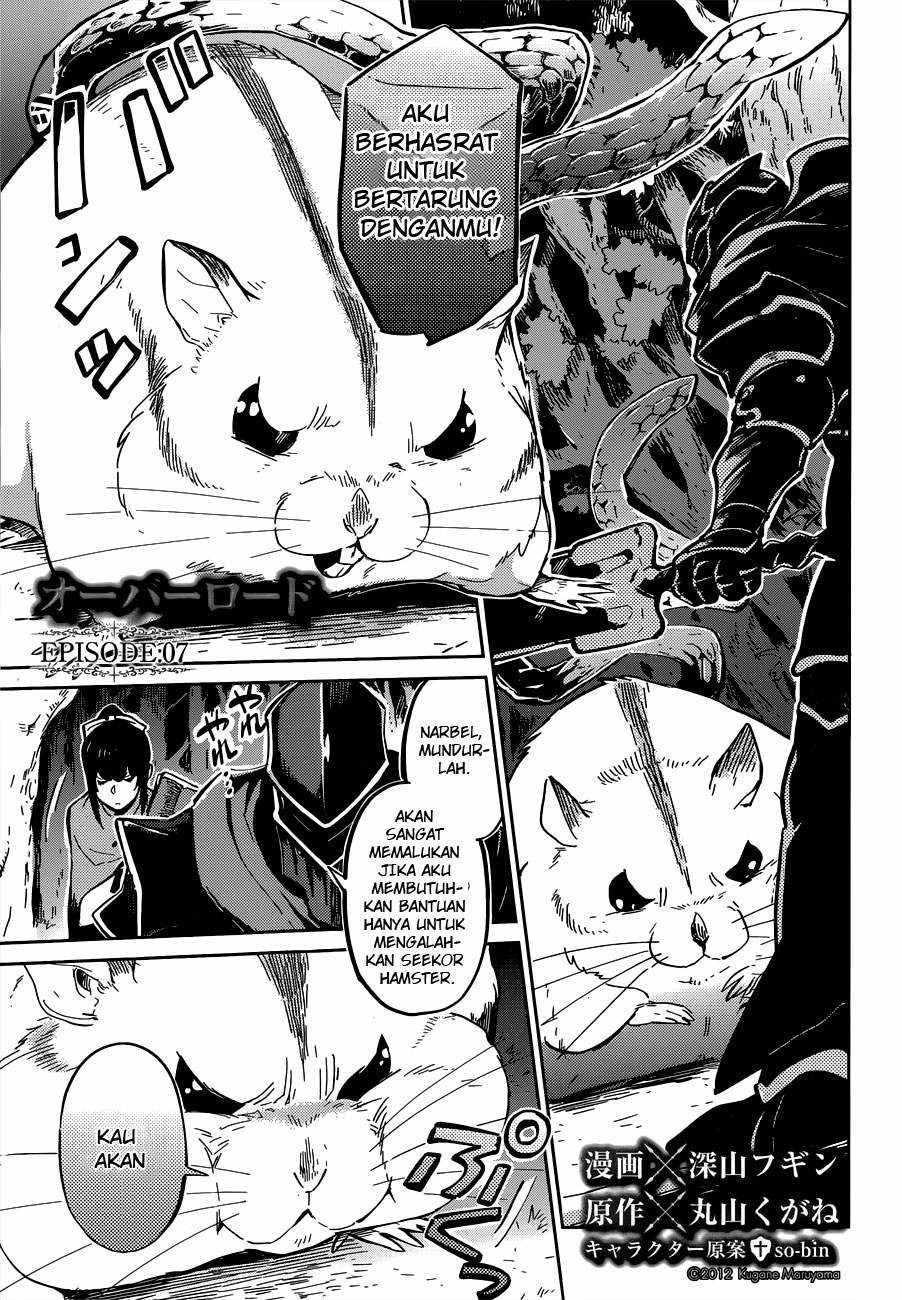 AKU
BERHASRAT
UNTUK
BERTARUNG
DENGANMU!
オーバーロード
EPISODE:07
NARBEL,
MUNDUR-
LAH.
AKAN
SANGAT
MEMALUKAN
JIKA AKU
MEMBUTUH-
KAN BANTUAN
HANYA UNTUK
MENGALAH-
KAN SEEKOR
HAMSTER.
やれ
やれ…
KAU
AKAN
ぷくっ
漫画×深山フギン
原作×丸山くがね
キャラクター原案 so-bin
©2012 Kugane Maruyama